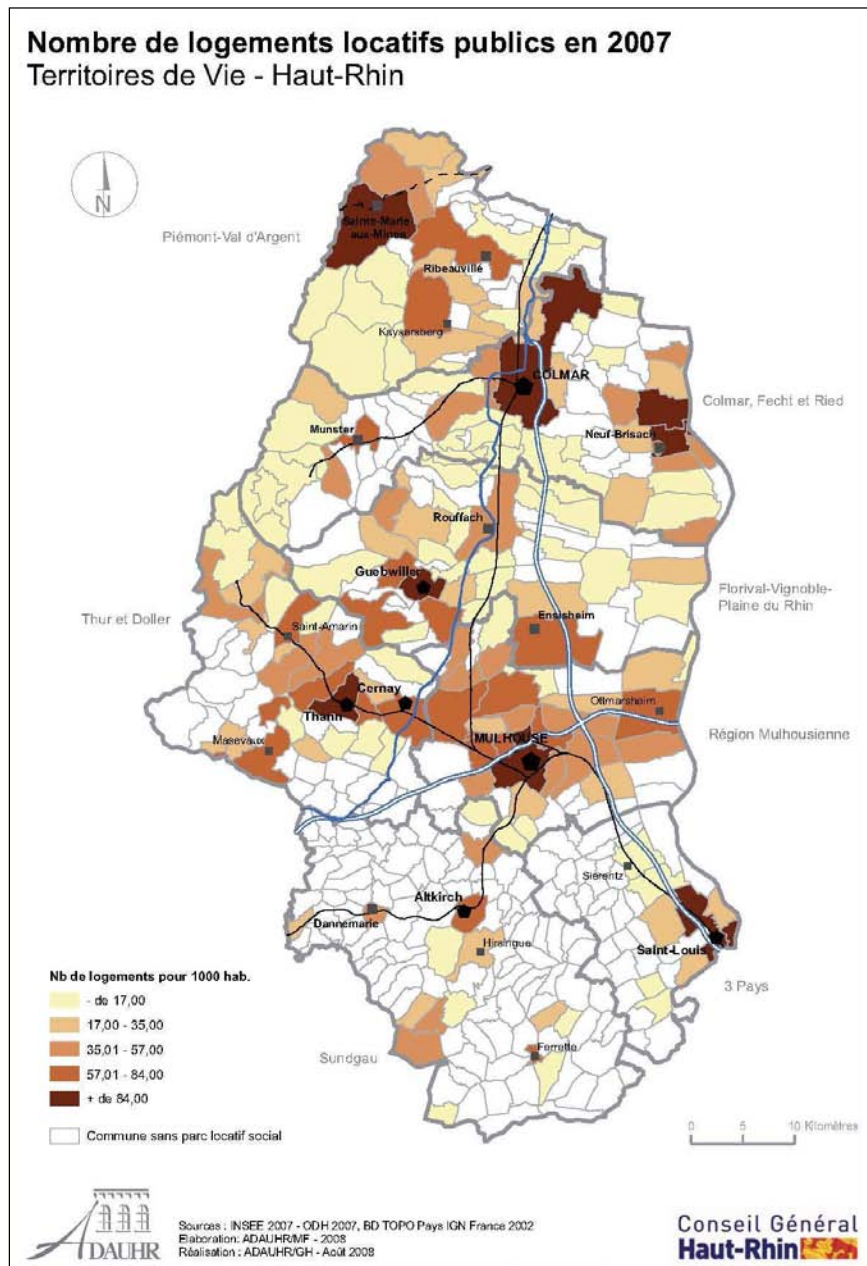 Nombre de logements locatifs publics en 2007
Territoires de Vie - Haut-Rhin
N
Piémont-Val d'Argent
Sainte-Marie-
aux-Mines
Ribeauvillé
Kaysersberg
COLMAR
Colmar, Fecht et Ried
Munster
Neuf-Brisach
Rouffach
Guebwiller
Florival-Vignoble-
Plaine du Rhin
Thur et Doller
Saint-Amarin
Ensisheim
Cernay
Thann
Ottmarsheim
Masevaux
MULHOUSE
Région Mulhousienne
Sierentz
Altkirch
Dannemarie
Hirsingue
Saint-Louis
3 Pays
Sundgau
Ferrette
Nb de logements pour 1000 hab.
- de 17,00
17,00 - 35,00
35,01 - 57,00
57,01 - 84,00
+ de 84,00
Commune sans parc locatif social
0 5 10 Kilomètres
ADAUHR
Sources : INSEE 2007 - ODH 2007, BD TOPO Pays IGN France 2002
Elaboration: ADAUHR/MF - 2008
Réalisation : ADAUHR/GH - Août 2008
Conseil Général
Haut-Rhin